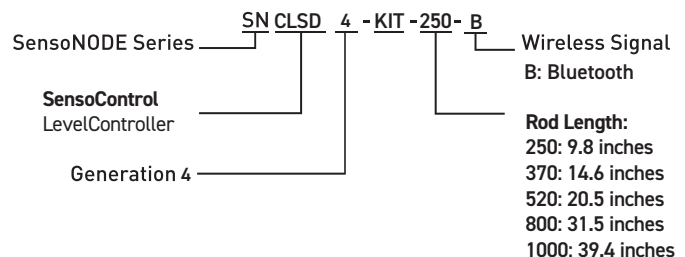 SN CLSD 4 - KIT - 250 - B
SensoNODE Series
Wireless Signal
B: Bluetooth
SensoControl
LevelController
Generation 4
Rod Length:
250: 9.8 inches
370: 14.6 inches
520: 20.5 inches
800: 31.5 inches
1000: 39.4 inches